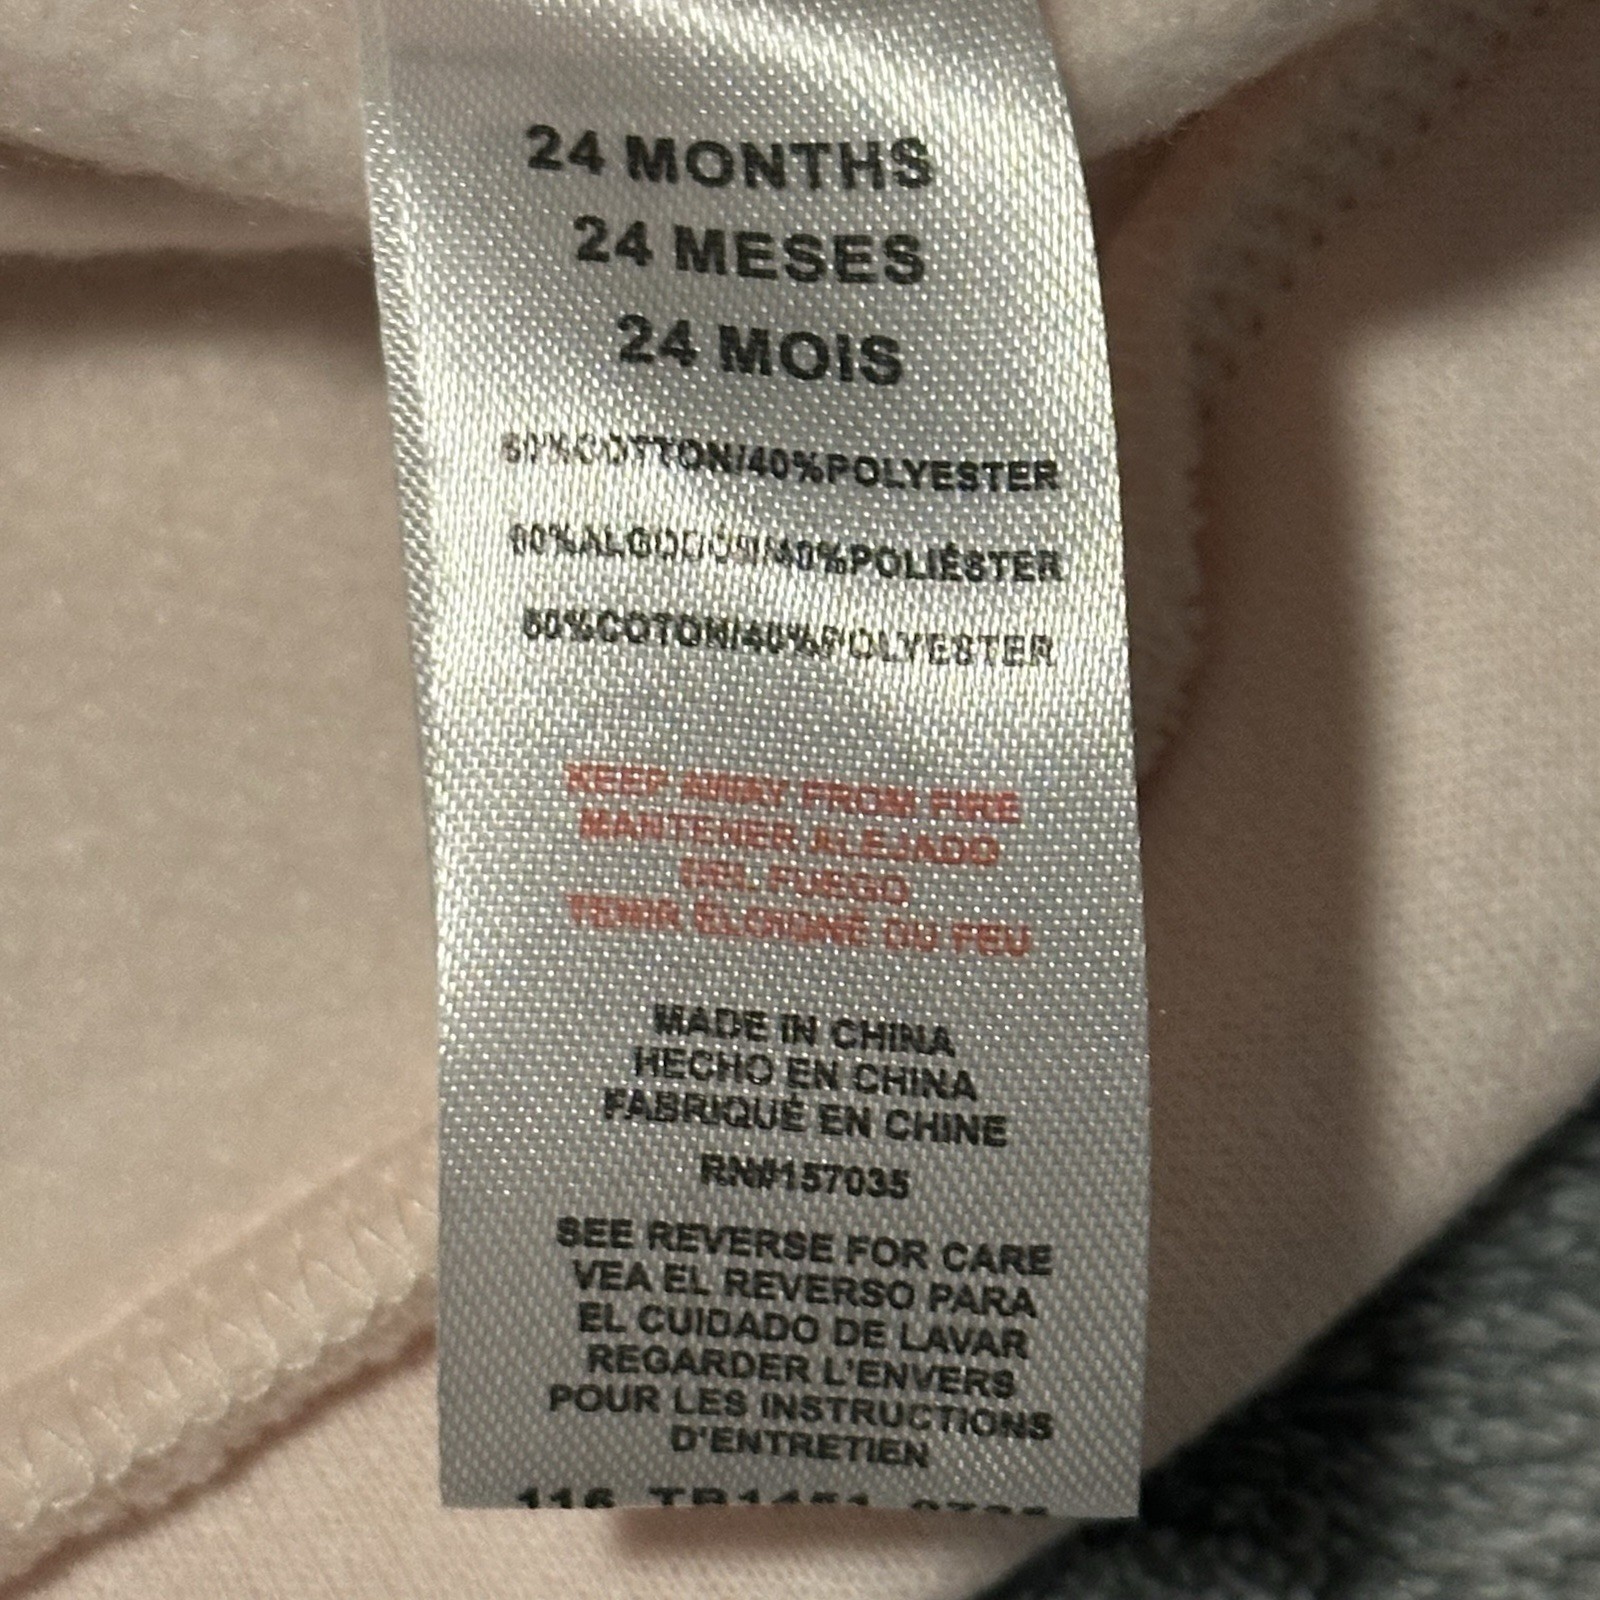 24 MONTHS
24 MESES
24 MOIS
60%COTTON/40%POLYESTER
60%ALGODÓN/40%POLIÉSTER
60%COTON/40%POLYESTER
KEEP AWAY FROM FIRE
MANTENER ALEJADO
DEL FUEGO
TENIR ÉLOIGNÉ DU FEU
MADE IN CHINA
HECHO EN CHINA
FABRIQUÉ EN CHINE
RN#157035
SEE REVERSE FOR CARE
VEA EL REVERSO PARA
EL CUIDADO DE LAVAR
REGARDER L'ENVERS
POUR LES INSTRUCTIONS
D'ENTRETIEN
116